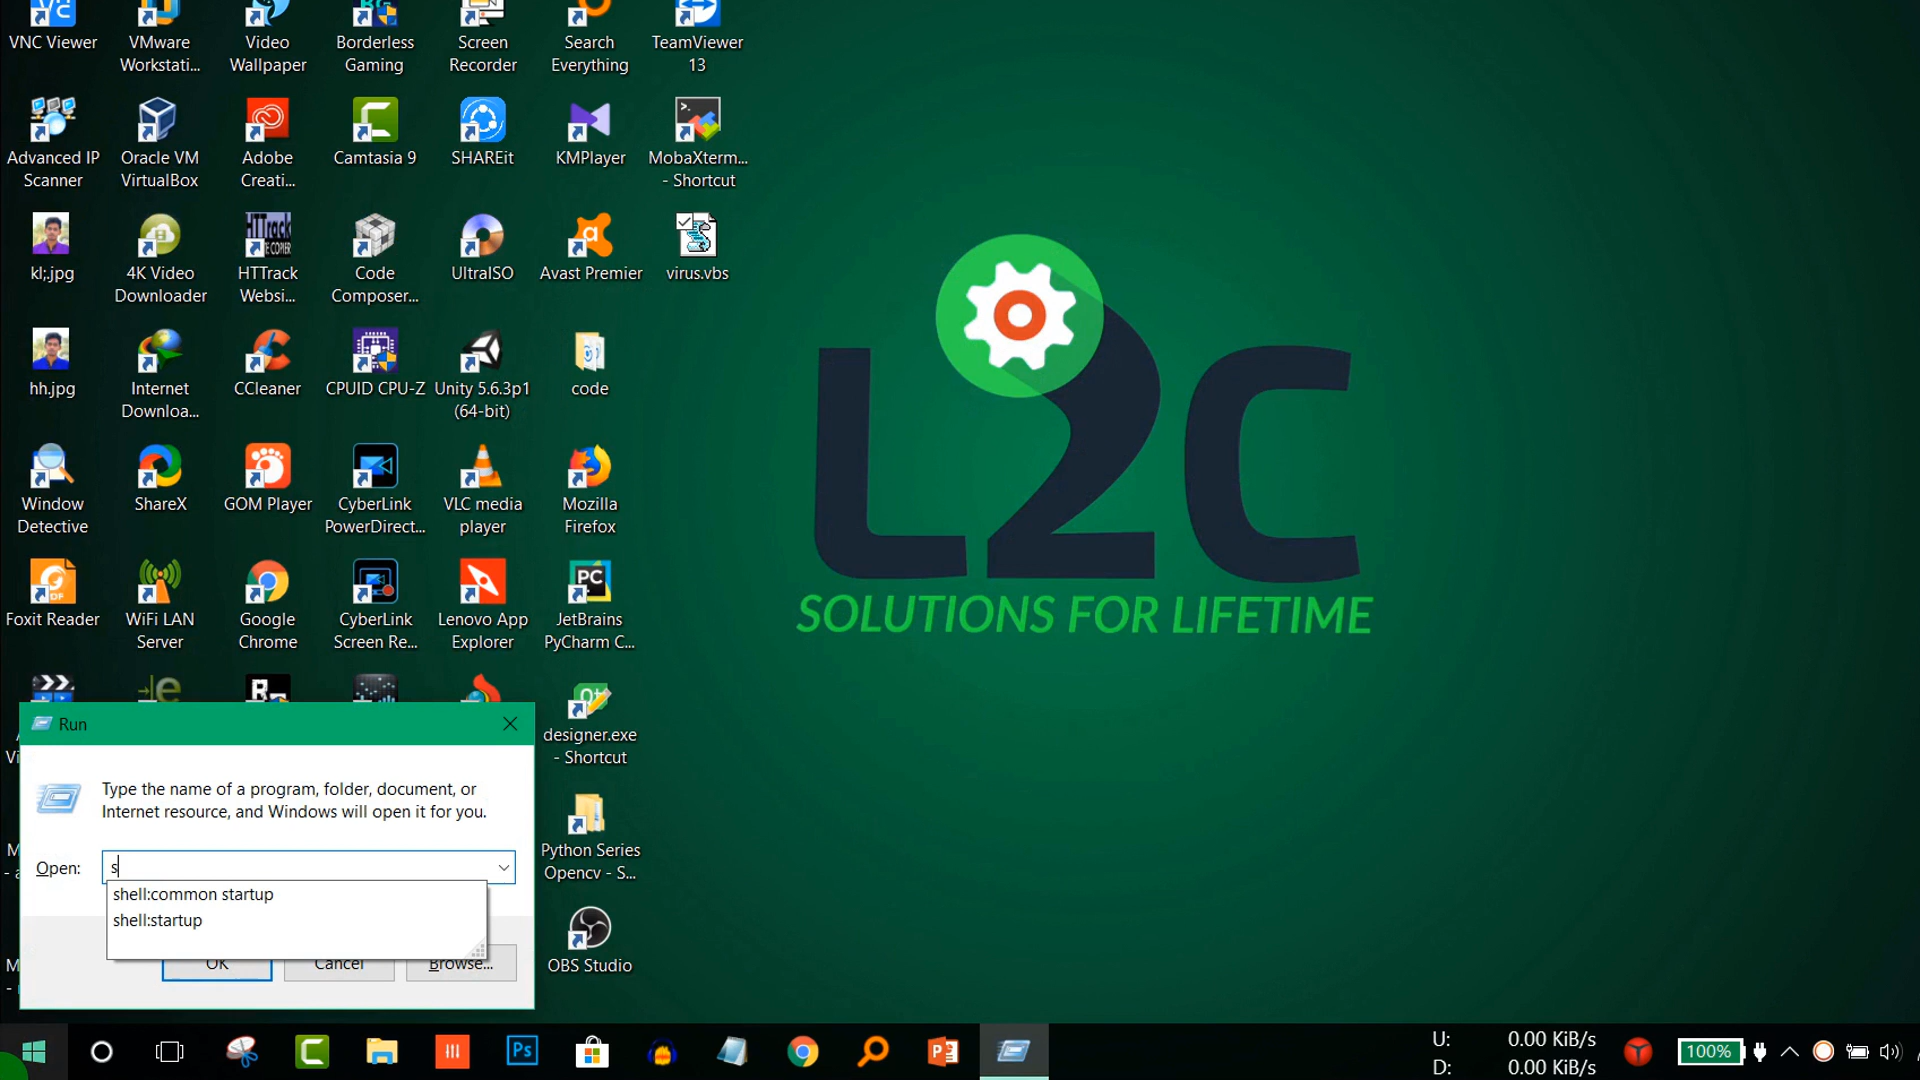 VNC Viewer
VMware
Workstati...
Video
Wallpaper
Borderless
Gaming
Screen
Recorder
Search
Everything
TeamViewer
13
Advanced IP
Scanner
Oracle VM
VirtualBox
Adobe
Creati...
Camtasia 9
SHAREit
KMPlayer
MobaXterm...
- Shortcut
kl;.jpg
4K Video
Downloader
HTTrack
Websi...
Code
Composer...
UltraISO
Avast Premier
virus.vbs
hh.jpg
Internet
Downloa...
CCleaner
CPUID CPU-Z
Unity 5.6.3p1
(64-bit)
code
Window
Detective
ShareX
GOM Player
CyberLink
PowerDirect...
VLC media
player
Mozilla
Firefox
Foxit Reader
WiFi LAN
Server
Google
Chrome
CyberLink
Screen Re...
Lenovo App
Explorer
JetBrains
PyCharm C...
designer.exe
- Shortcut
Python Series
Opencv - S...
OBS Studio
L2C
SOLUTIONS FOR LIFETIME
Run
Type the name of a program, folder, document, or
Internet resource, and Windows will open it for you.
Open:
s
shell:common startup
shell:startup
OK
Cancel
Browse...
Ps
U: 0.00 KiB/s
D: 0.00 KiB/s
100%